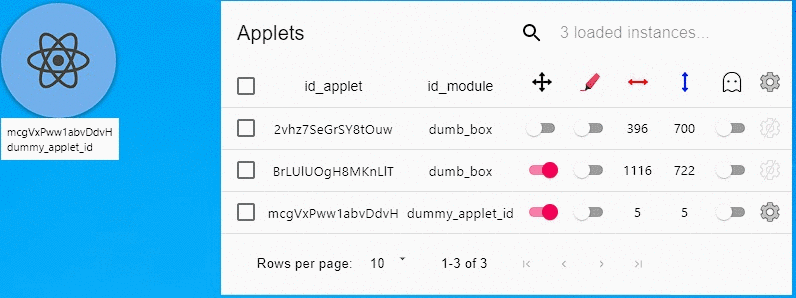 mcgVxPww1abvDdvH
dummy_applet_id
Applets
3 loaded instances...
id_applet id_module
2vhz7SeGrSY8tOuw dumb_box 396 700
BrLUlUOgH8MKnLlT dumb_box 1116 722
mcgVxPww1abvDdvH dummy_applet_id 5 5
Rows per page: 10 1-3 of 3